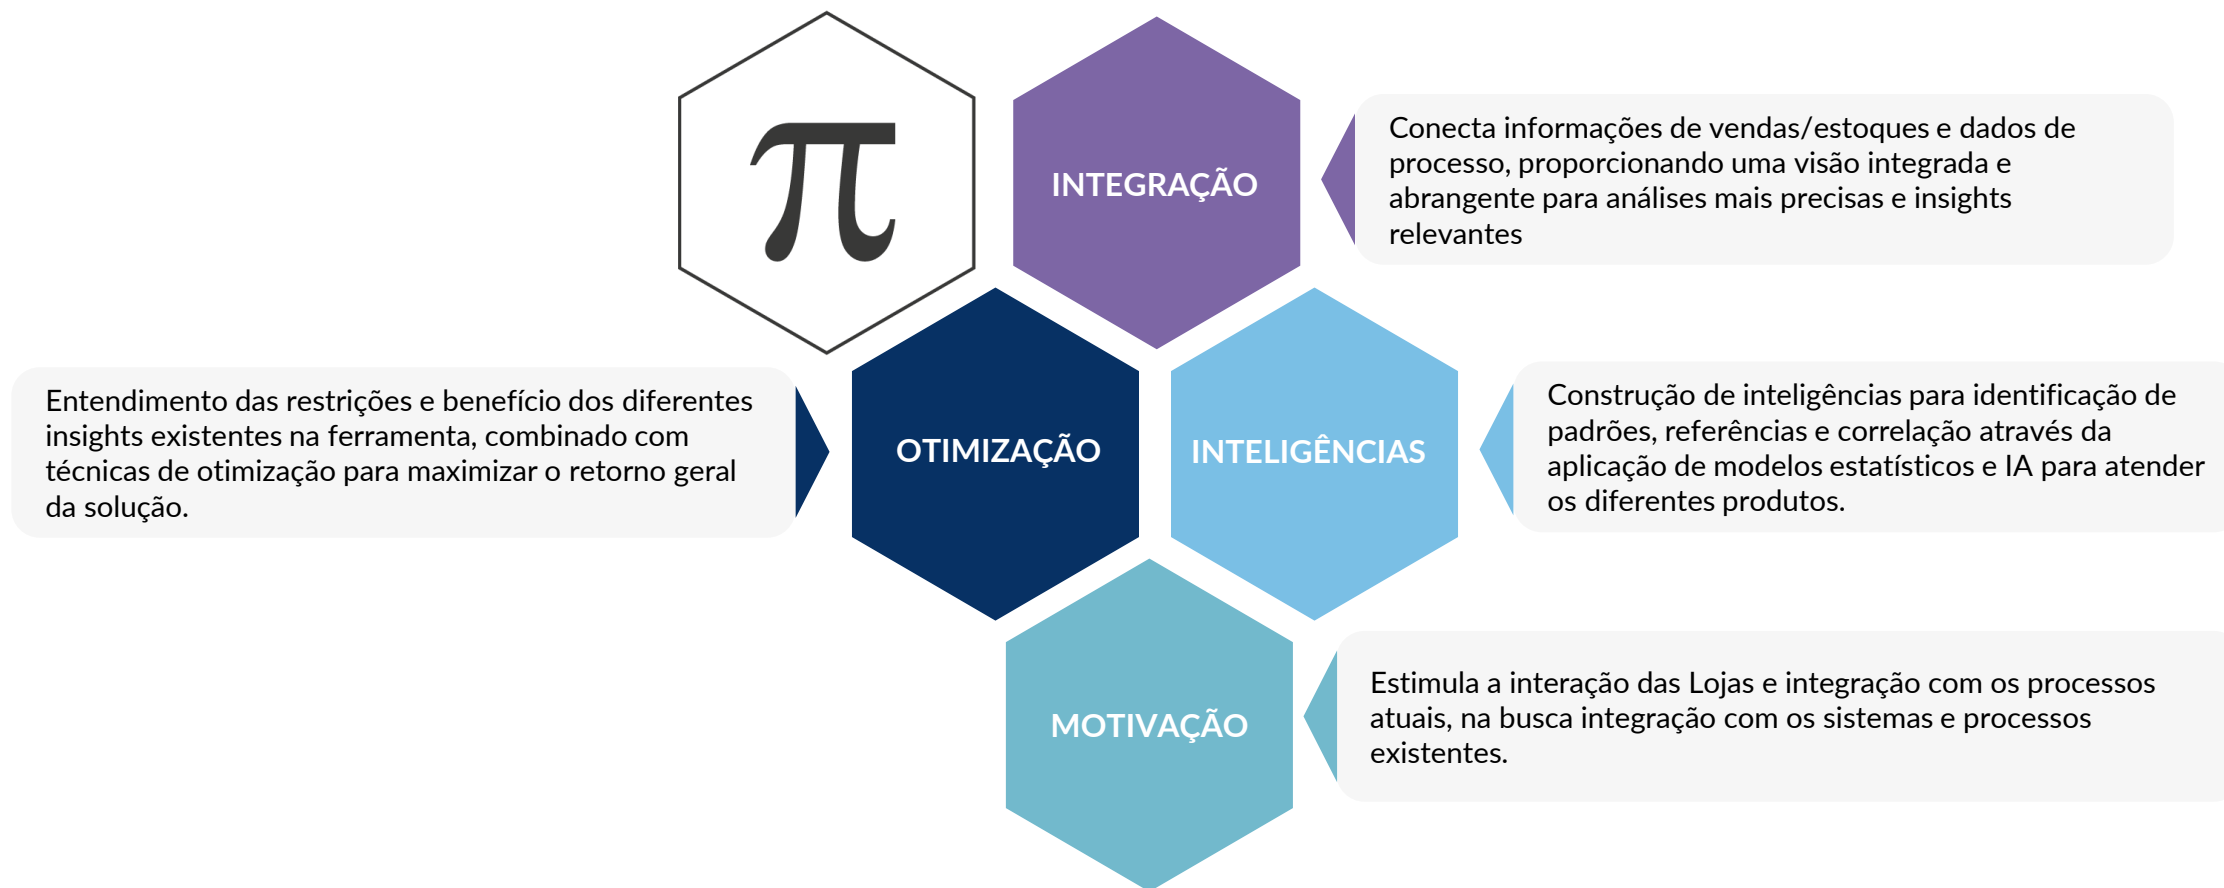 π
INTEGRAÇÃO
Conecta informações de vendas/estoques e dados de
processo, proporcionando uma visão integrada e
abrangente para análises mais precisas e insights
relevantes
Entendimento das restrições e benefício dos diferentes
insights existentes na ferramenta, combinado com
técnicas de otimização para maximizar o retorno geral
da solução.
OTIMIZAÇÃO
INTELIGÊNCIAS
Construção de inteligências para identificação de
padrões, referências e correlação através da
aplicação de modelos estatísticos e IA para atender
os diferentes produtos.
MOTIVAÇÃO
Estimula a interação das Lojas e integração com os processos
atuais, na busca integração com os sistemas e processos
existentes.